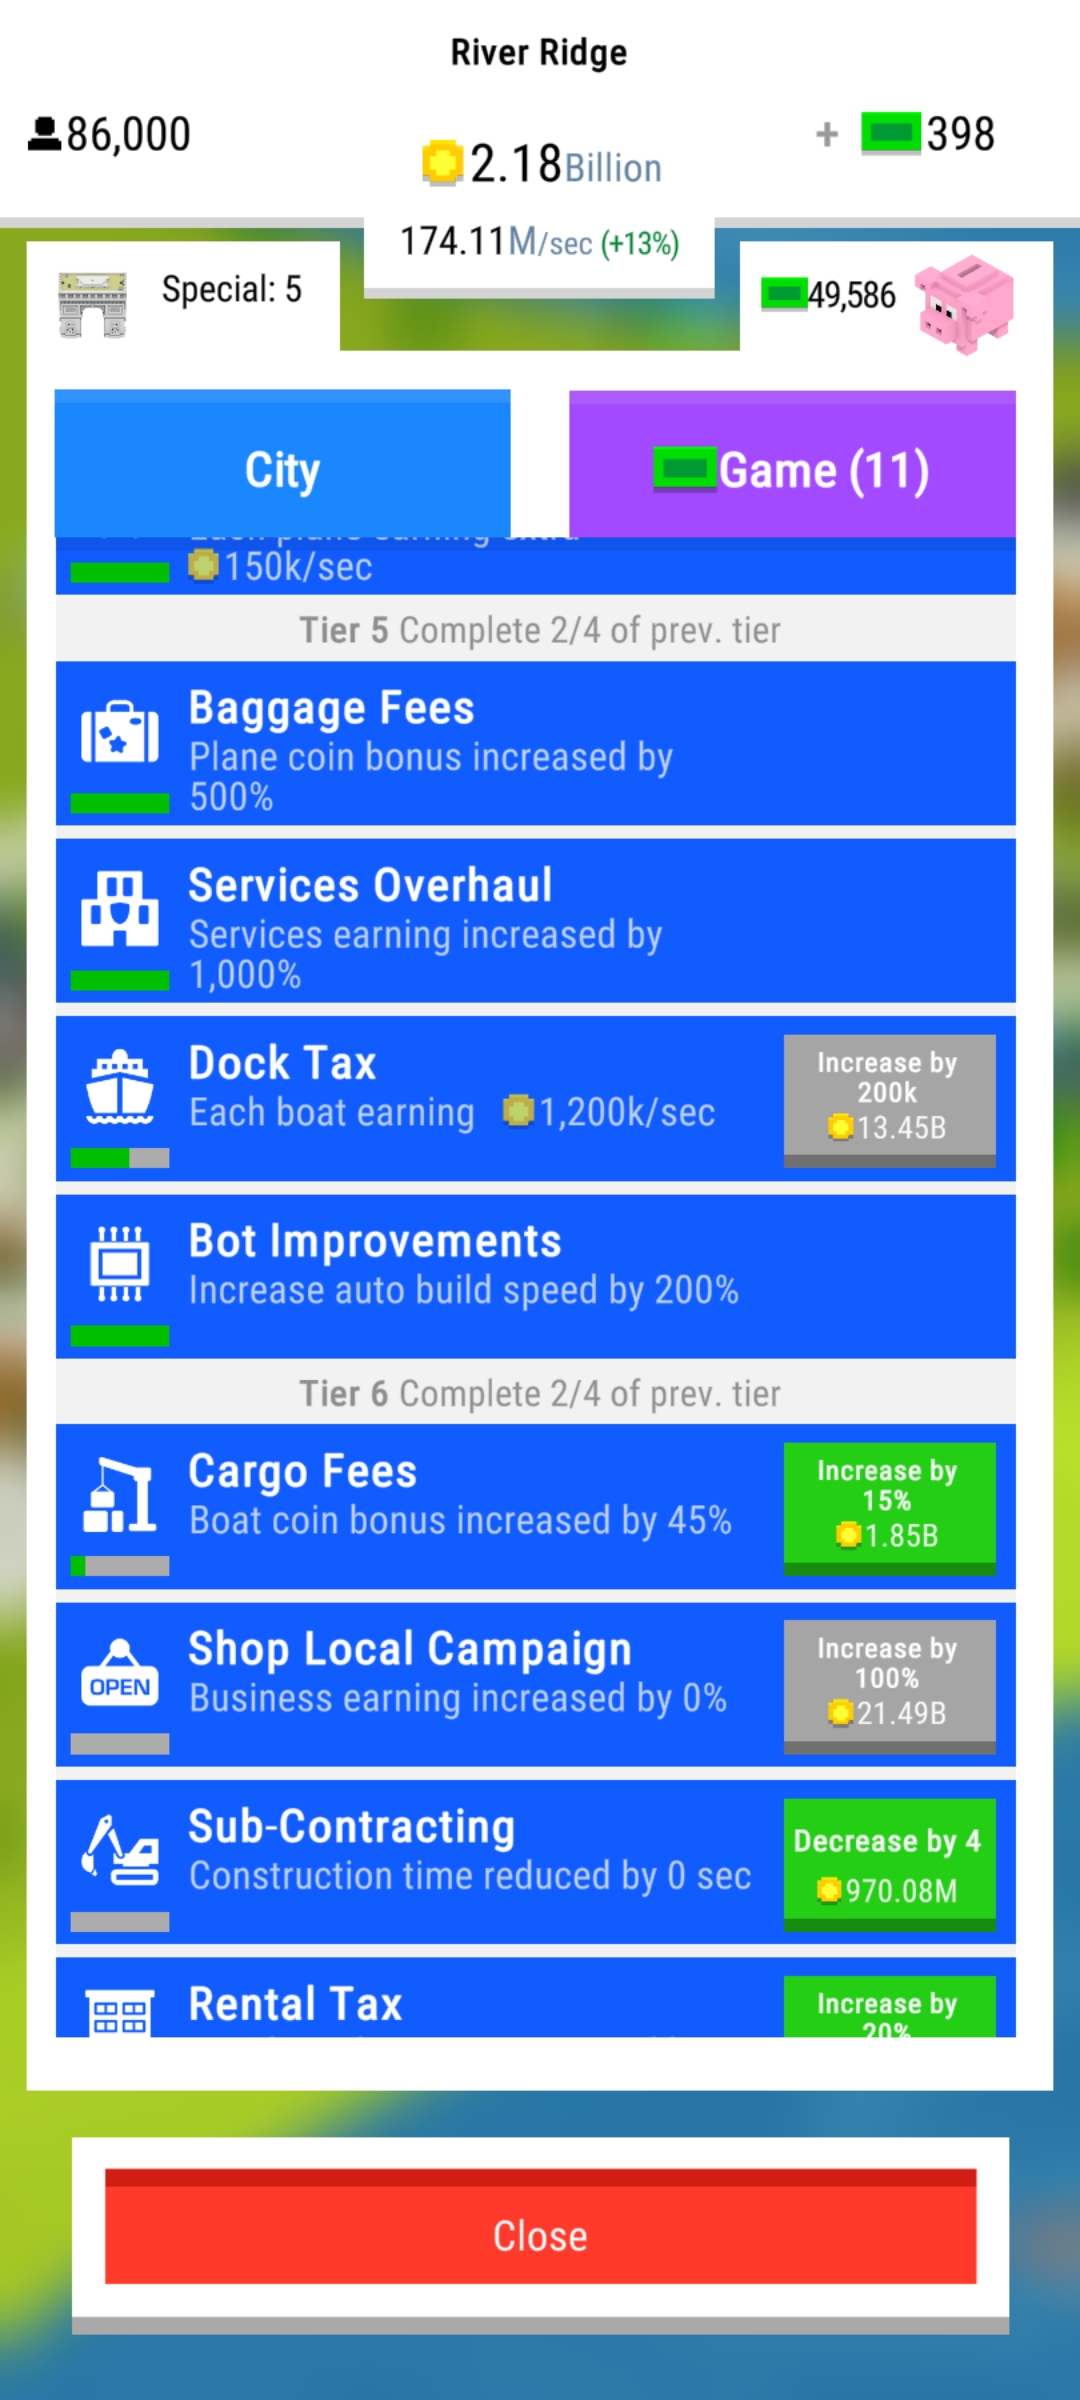 River Ridge
86,000
2.18Billion
+ 398
174.11M/sec (+13%)
Special: 5
49,586
City
Game (11)
Each plane earning extra
150k/sec
Tier 5 Complete 2/4 of prev. tier
Baggage Fees
Plane coin bonus increased by
500%
Services Overhaul
Services earning increased by
1,000%
Dock Tax
Each boat earning 1,200k/sec
Increase by
200k
13.45B
Bot Improvements
Increase auto build speed by 200%
Tier 6 Complete 2/4 of prev. tier
Cargo Fees
Boat coin bonus increased by 45%
Increase by
15%
1.85B
Shop Local Campaign
Business earning increased by 0%
OPEN
Increase by
100%
21.49B
Sub-Contracting
Construction time reduced by 0 sec
Decrease by 4
970.08M
Rental Tax
Increase by
20%
Close